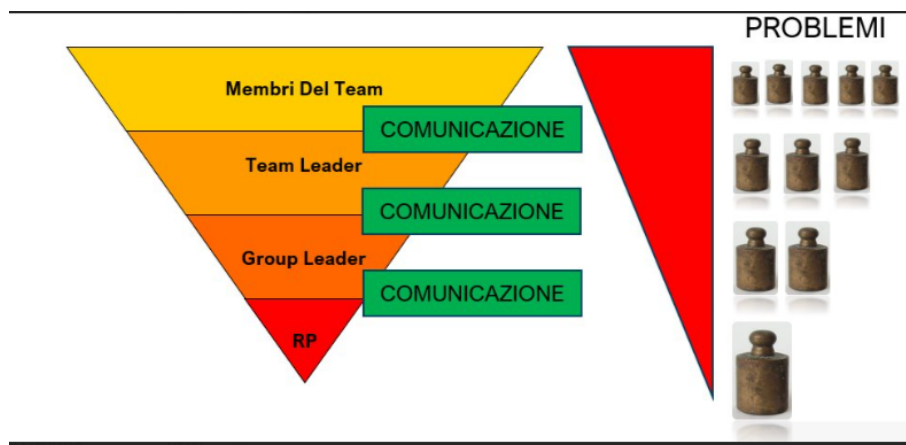 PROBLEMI
Membri Del Team
COMUNICAZIONE
Team Leader
COMUNICAZIONE
Group Leader
COMUNICAZIONE
RP